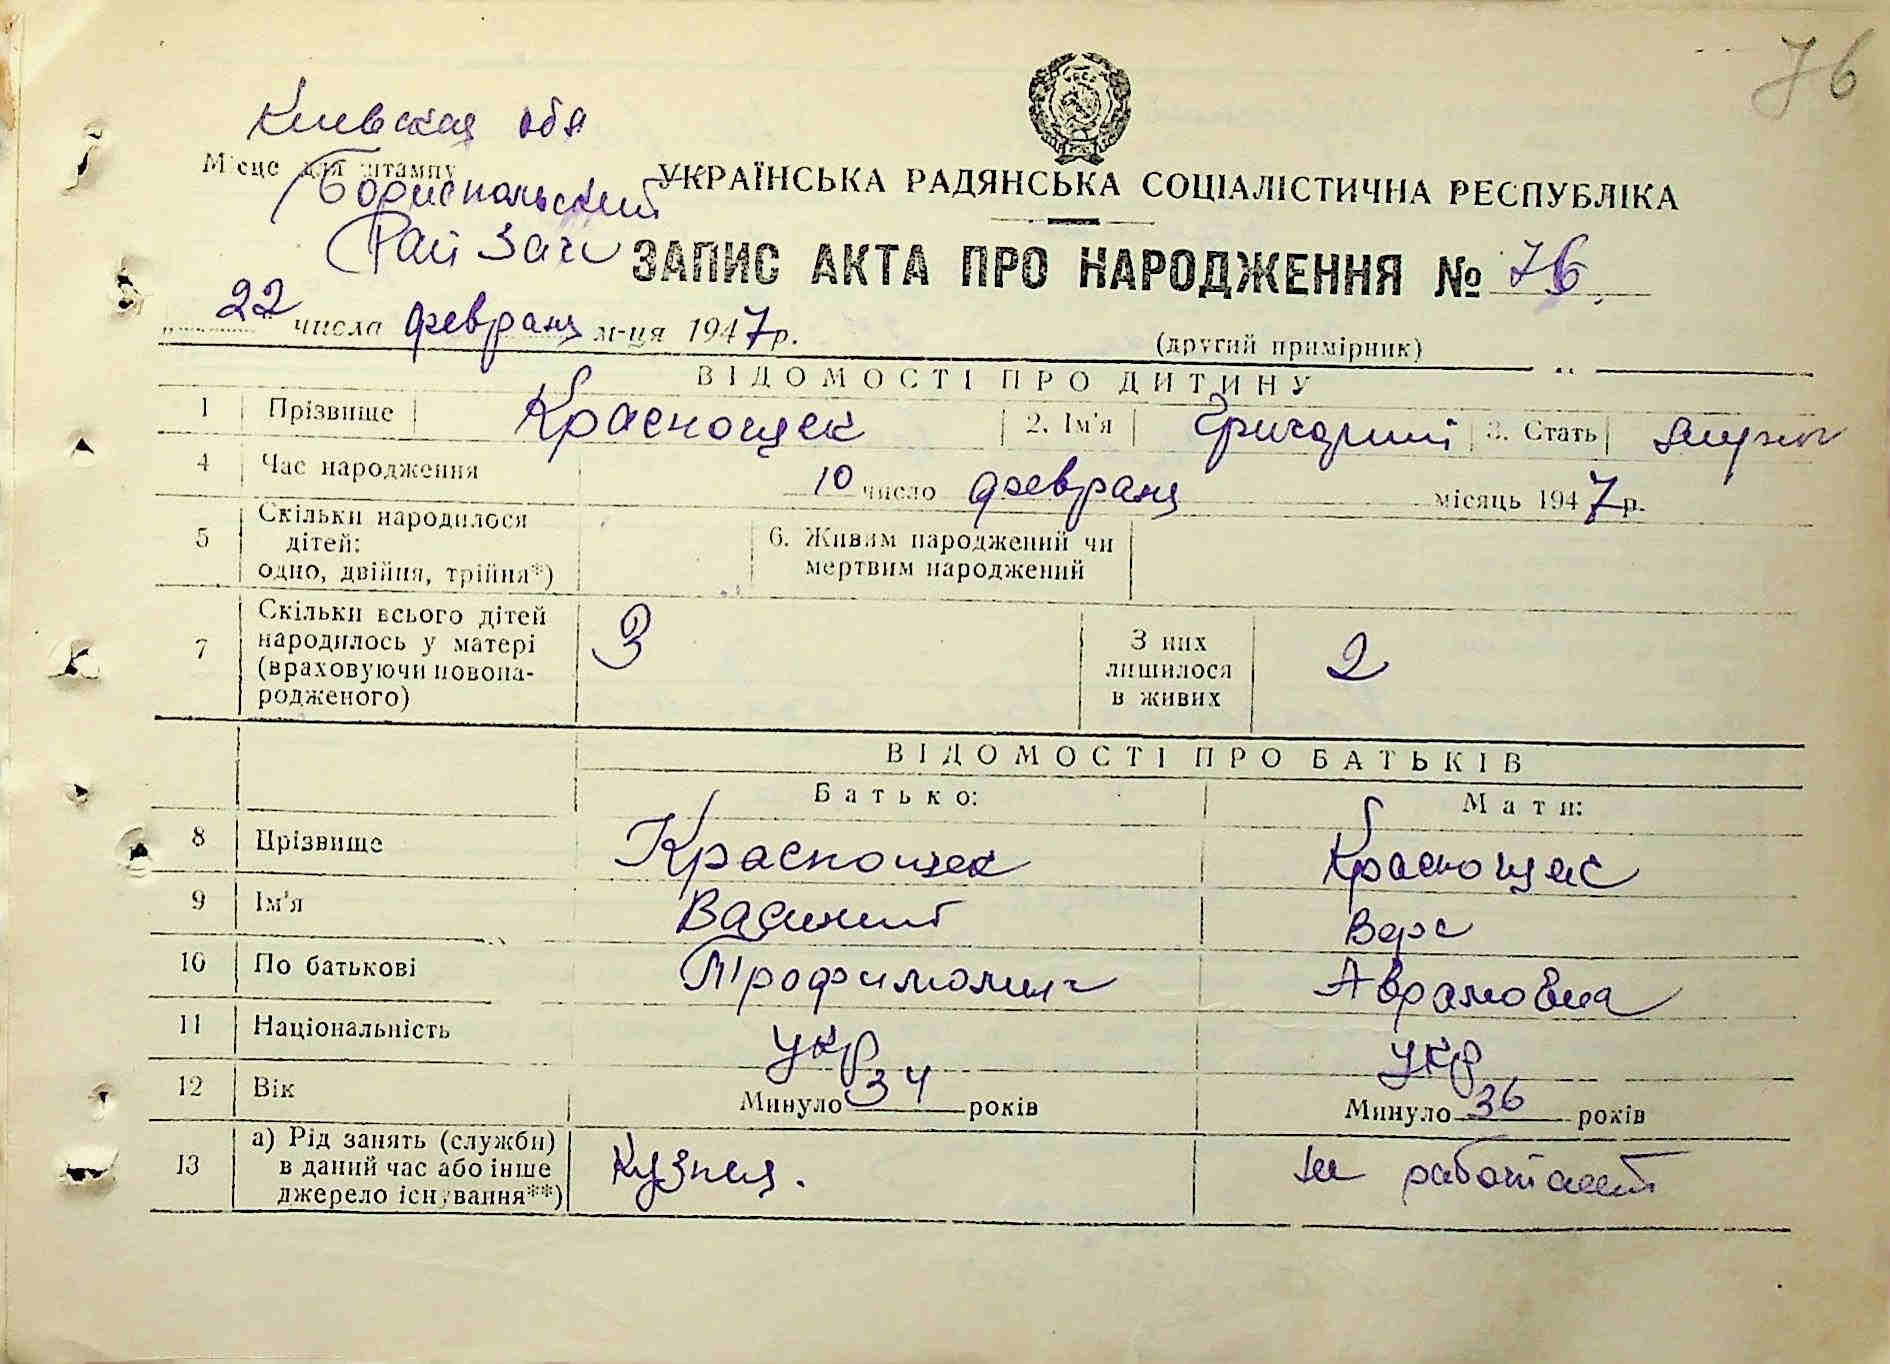 76
Киевская обл
Місце для штампу
Бориспольский
Рай Загс
УКРАЇНСЬКА РАДЯНСЬКА СОЦІАЛІСТИЧНА РЕСПУБЛІКА
ЗАПИС АКТА ПРО НАРОДЖЕННЯ № 76
„22" числа февраля м-ця 1947 р.
(другий примірник)
ВІДОМОСТІ ПРО ДИТИНУ
1 Прізвище Краснощек 2. Ім'я Григорий 3. Стать мужск
4 Час народження 10 число февраля місяць 1947 р.
5 Скільки народилося дітей: одно, двійня, трійня*) 6. Живим народжений чи мертвим народжений
7 Скільки всього дітей народилось у матері (враховуючи новонародженого) 3 З них лишилося в живих 2
ВІДОМОСТІ ПРО БАТЬКІВ
Батько: Мати:
8 Прізвище Краснощек Краснощек
9 Ім'я Василий Вера
10 По батькові Трофимович Аврамовна
11 Національність укр укр
12 Вік Минуло 34 років Минуло 36 років
13 а) Рід занять (служби) в даний час або інше джерело існування**) Кузнец. не работает